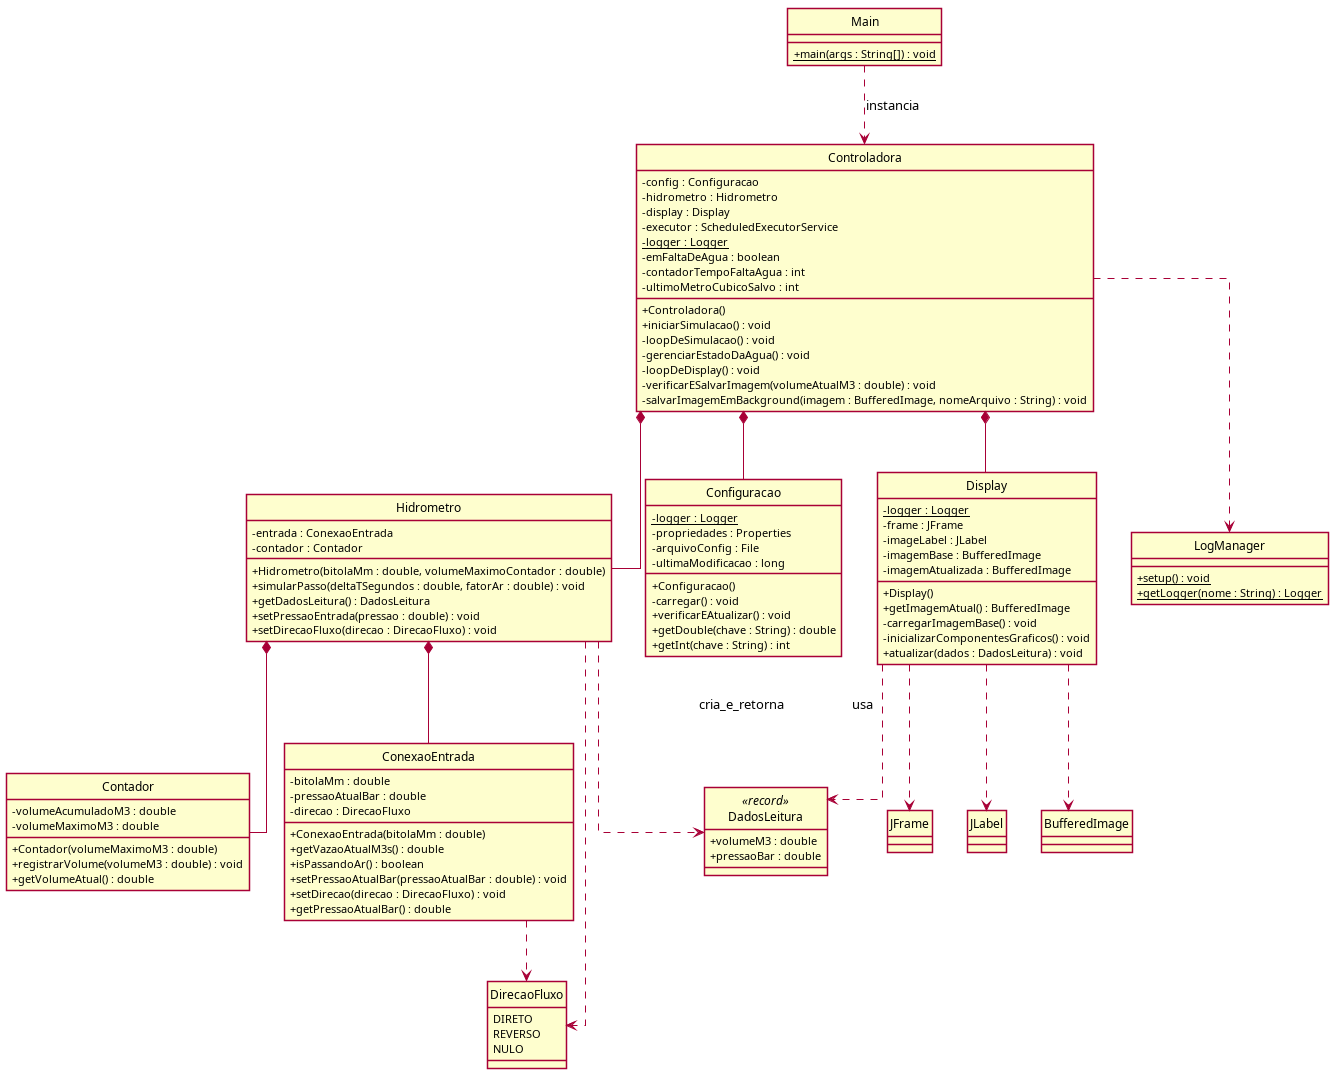 Main
+main(args : String[]) : void
instancia
Controladora
-config : Configuracao
-hidrometro : Hidrometro
-display : Display
-executor : ScheduledExecutorService
-logger : Logger
-emFaltaDeAgua : boolean
-contadorTempoFaltaAgua : int
-ultimoMetroCubicoSalvo : int
+Controladora()
+iniciarSimulacao() : void
-loopDeSimulacao() : void
-gerenciarEstadoDaAgua() : void
-loopDeDisplay() : void
-verificarESalvarImagem(volumeAtualM3 : double) : void
-salvarImagemEmBackground(imagem : BufferedImage, nomeArquivo : String) : void
Hidrometro
-entrada : ConexaoEntrada
-contador : Contador
+Hidrometro(bitolaMm : double, volumeMaximoContador : double)
+simularPasso(deltaTSegundos : double, fatorAr : double) : void
+getDadosLeitura() : DadosLeitura
+setPressaoEntrada(pressao : double) : void
+setDirecaoFluxo(direcao : DirecaoFluxo) : void
Configuracao
-logger : Logger
-propriedades : Properties
-arquivoConfig : File
-ultimaModificacao : long
+Configuracao()
-carregar() : void
+verificarEAtualizar() : void
+getDouble(chave : String) : double
+getInt(chave : String) : int
Display
-logger : Logger
-frame : JFrame
-imageLabel : JLabel
-imagemBase : BufferedImage
-imagemAtualizada : BufferedImage
+Display()
+getImagemAtual() : BufferedImage
-carregarImagemBase() : void
-inicializarComponentesGraficos() : void
+atualizar(dados : DadosLeitura) : void
LogManager
+setup() : void
+getLogger(nome : String) : Logger
cria_e_retorna
usa
Contador
-volumeAcumuladoM3 : double
-volumeMaximoM3 : double
+Contador(volumeMaximoM3 : double)
+registrarVolume(volumeM3 : double) : void
+getVolumeAtual() : double
ConexaoEntrada
-bitolaMm : double
-pressaoAtualBar : double
-direcao : DirecaoFluxo
+ConexaoEntrada(bitolaMm : double)
+getVazaoAtualM3s() : double
+isPassandoAr() : boolean
+setPressaoAtualBar(pressaoAtualBar : double) : void
+setDirecao(direcao : DirecaoFluxo) : void
+getPressaoAtualBar() : double
«record»
DadosLeitura
+volumeM3 : double
+pressaoBar : double
JFrame
JLabel
BufferedImage
DirecaoFluxo
DIRETO
REVERSO
NULO